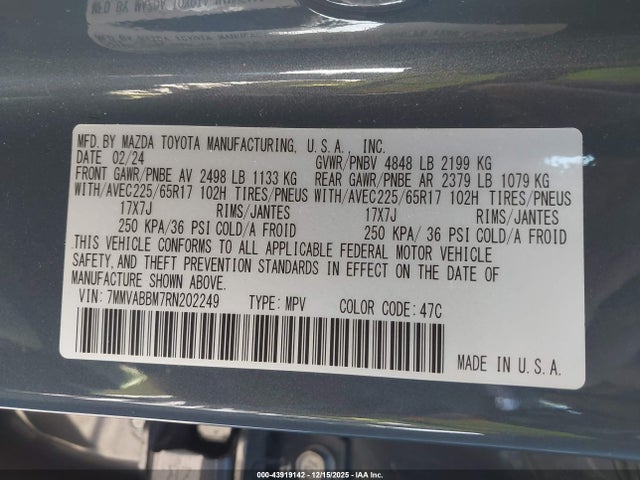 MFD.BY MAZDA TOYOTA MANUFACTURING, U.S.A., INC.
DATE 02/24 GVWR/PNBV 4848 LB 2199 KG
FRONT GAWR/PNBE AV 2498 LB 1133 KG REAR GAWR/PNBE AR 2379 LB 1079 KG
WITH/AVEC225/65R17 102H TIRES/PNEUS WITH/AVEC225/65R17 102H TIRES/PNEUS
17X7J RIMS/JANTES 17X7J RIMS/JANTES
250 KPA/36 PSI COLD/A FROID 250 KPA/36 PSI COLD/A FROID
THIS VEHICLE CONFORMS TO ALL APPLICABLE FEDERAL MOTOR VEHICLE
SAFETY,AND THEFT PREVENTION STANDARDS IN EFFECT ON THE DATE OF
MANUFACTURE SHOWN ABOVE.
VIN: 7MMVABBM7RN202249 TYPE: MPV COLOR CODE: 47C
MADE IN U.S.A.
000-43919142 - 12/15/2025 - IAA Inc.